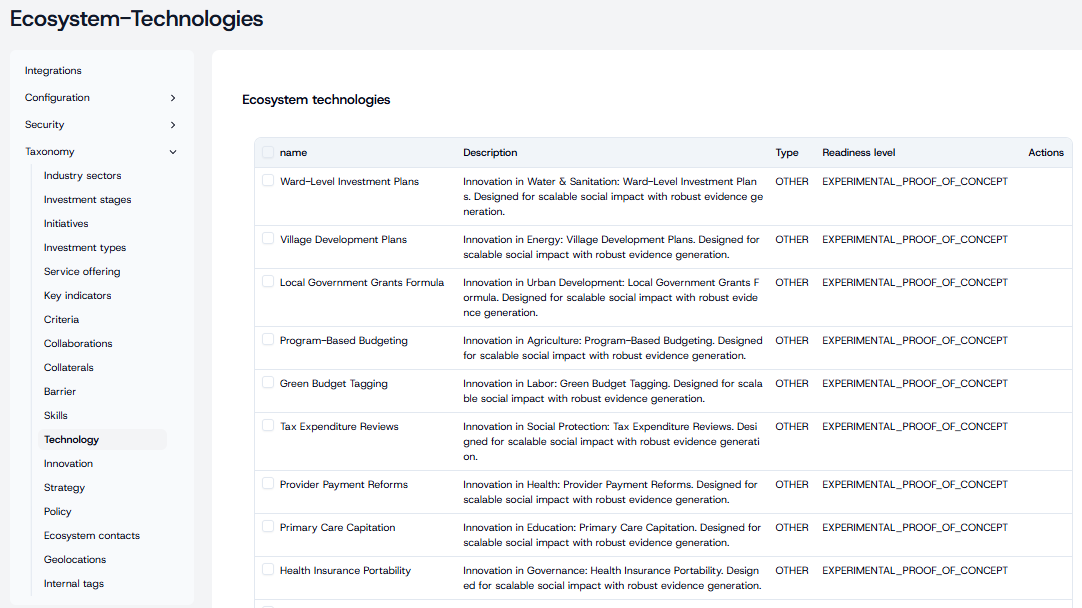 Ecosystem-Technologies
Integrations
Configuration
Security
Taxonomy
Industry sectors
Investment stages
Initiatives
Investment types
Service offering
Key indicators
Criteria
Collaborations
Collaterals
Barrier
Skills
Technology
Innovation
Strategy
Policy
Ecosystem contacts
Geolocations
Internal tags
Ecosystem technologies
name Description Type Readiness level Actions
Ward-Level Investment Plans Innovation in Water & Sanitation: Ward-Level Investment Plan OTHER EXPERIMENTAL_PROOF_OF_CONCEPT
s. Designed for scalable social impact with robust evidence ge
neration.
Village Development Plans Innovation in Energy: Village Development Plans. Designed for OTHER EXPERIMENTAL_PROOF_OF_CONCEPT
scalable social impact with robust evidence generation.
Local Government Grants Formula Innovation in Urban Development: Local Government Grants F OTHER EXPERIMENTAL_PROOF_OF_CONCEPT
ormula. Designed for scalable social impact with robust evide
nce generation.
Program-Based Budgeting Innovation in Agriculture: Program-Based Budgeting. Designed OTHER EXPERIMENTAL_PROOF_OF_CONCEPT
for scalable social impact with robust evidence generation.
Green Budget Tagging Innovation in Labor: Green Budget Tagging. Designed for scala OTHER EXPERIMENTAL_PROOF_OF_CONCEPT
ble social impact with robust evidence generation.
Tax Expenditure Reviews Innovation in Social Protection: Tax Expenditure Reviews. Desi OTHER EXPERIMENTAL_PROOF_OF_CONCEPT
gned for scalable social impact with robust evidence generati
on.
Provider Payment Reforms Innovation in Health: Provider Payment Reforms. Designed for OTHER EXPERIMENTAL_PROOF_OF_CONCEPT
scalable social impact with robust evidence generation.
Primary Care Capitation Innovation in Education: Primary Care Capitation. Designed for OTHER EXPERIMENTAL_PROOF_OF_CONCEPT
scalable social impact with robust evidence generation.
Health Insurance Portability Innovation in Governance: Health Insurance Portability. Design OTHER EXPERIMENTAL_PROOF_OF_CONCEPT
ed for scalable social impact with robust evidence generation.